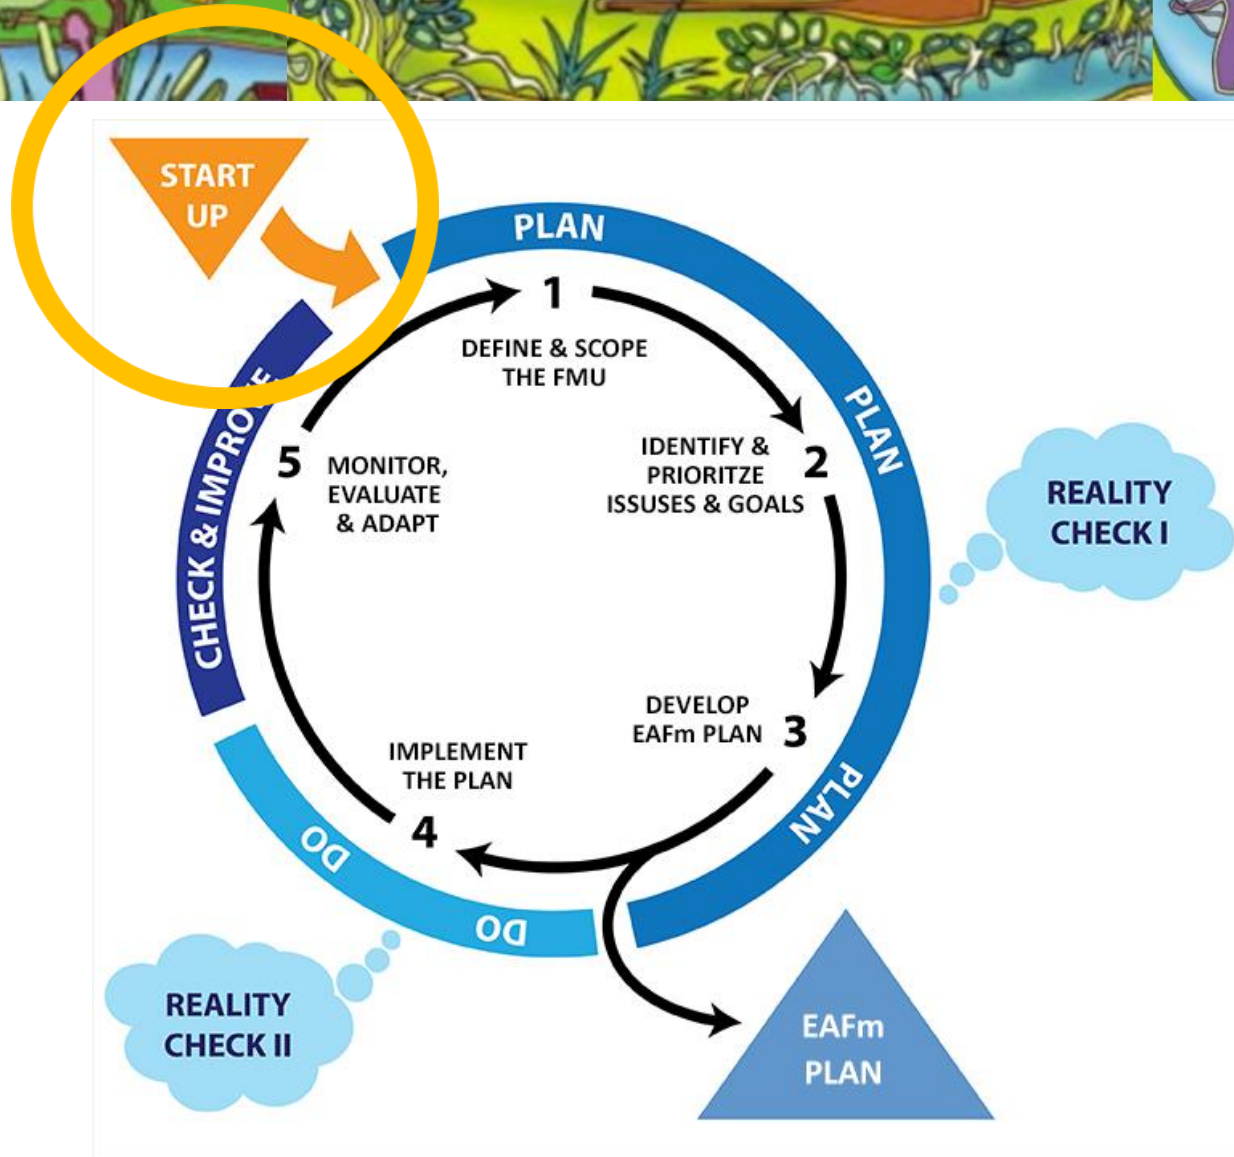 START
UP
PLAN
1
DEFINE & SCOPE
THE FMU
PLAN
2
IDENTIFY &
PRIORITZE
ISSUSES & GOALS
REALITY
CHECK I
3
DEVELOP
EAFm PLAN
PLAN
EAFm
PLAN
4
IMPLEMENT
THE PLAN
DO
DO
REALITY
CHECK II
5
MONITOR,
EVALUATE
& ADAPT
CHECK & IMPROVE